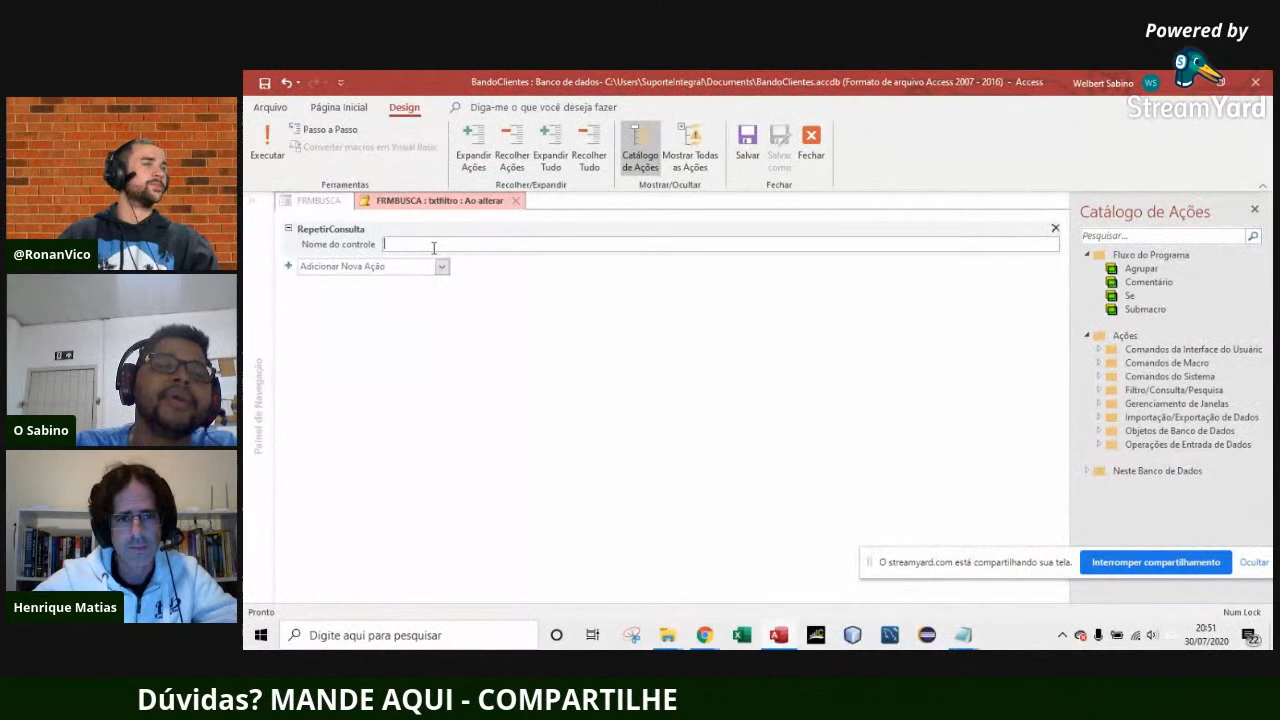 Powered by
StreamYard
BandoClientes : Banco de dados- C:\Users\SuporteIntegral\Documents\BandoClientes.accdb (Formato de arquivo Access 2007 - 2016) - Access
Welbert Sabino
WS
Arquivo
Página Inicial
Design
Diga-me o que você deseja fazer
Executar
Passo a Passo
Convertar macros em Visual Basic
Ferramentas
Expandir Ações
Recolher Ações
Expandir Tudo
Recolher Tudo
Recolher/Expandir
Catálogo de Ações
Mostrar Todas as Ações
Mostrar/Ocultar
Salvar
Salvar como
Fechar
Fechar
FRMBUSCA
FRMBUSCA : txtfiltro : Ao alterar
RepetirConsulta
Nome do controle
Adicionar Nova Ação
Painel de Navegação
Catálogo de Ações
Pesquisar...
Fluxo do Programa
Agrupar
Comentário
Se
Submacro
Ações
Comandos da Interface do Usuáric
Comandos de Macro
Comandos do Sistema
Filtro/Consulta/Pesquisa
Gerenciamento de Janelas
Importação/Exportação de Dados
Objetos de Banco de Dados
Operações de Entrada de Dados
Neste Banco de Dados
O streamyard.com está compartilhando sua tela.
Interromper compartilhamento
Ocultar
Pronto
Num Lock
Digite aqui para pesquisar
20:51
30/07/2020
22
@RonanVico
O Sabino
Henrique Matias
Dúvidas? MANDE AQUI - COMPARTILHE